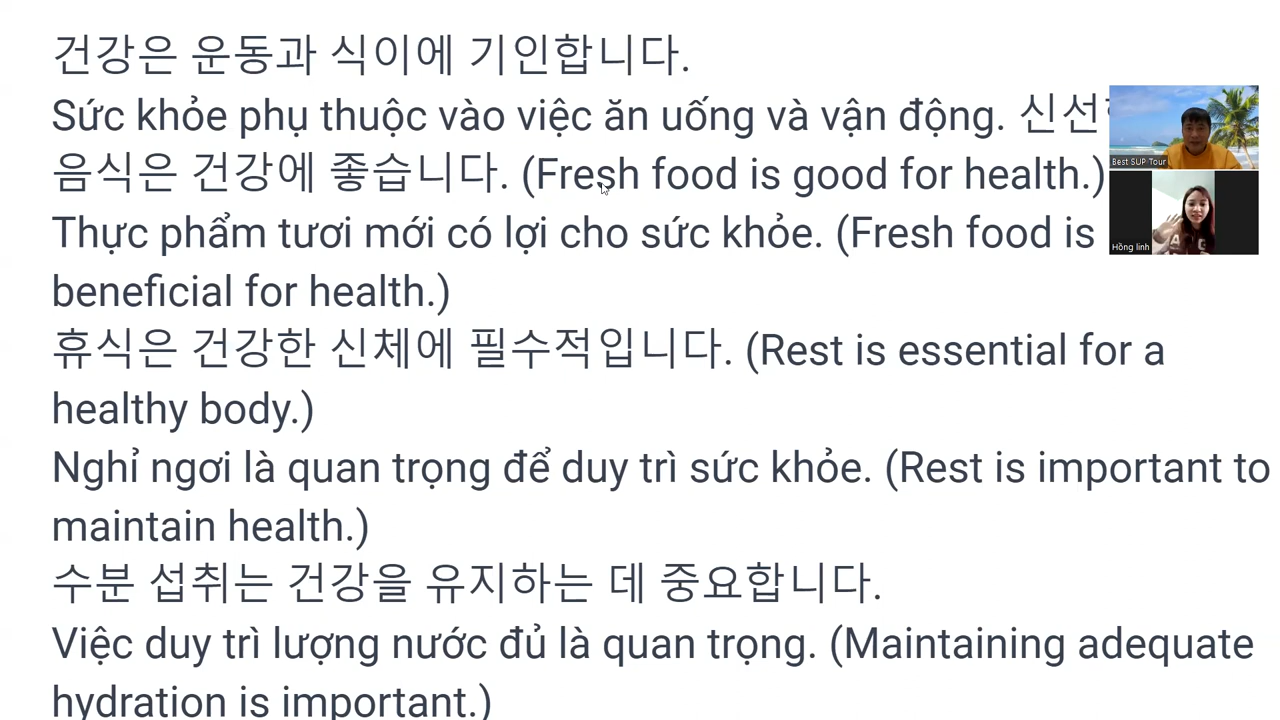 건강은 운동과 식이에 기인합니다.
Sức khỏe phụ thuộc vào việc ăn uống và vận động. 신선
음식은 건강에 좋습니다. (Fresh food is good for health.)
Thực phẩm tươi mới có lợi cho sức khỏe. (Fresh food is
beneficial for health.)
휴식은 건강한 신체에 필수적입니다. (Rest is essential for a
healthy body.)
Nghỉ ngơi là quan trọng để duy trì sức khỏe. (Rest is important to
maintain health.)
수분 섭취는 건강을 유지하는 데 중요합니다.
Việc duy trì lượng nước đủ là quan trọng. (Maintaining adequate
hydration is important.)
Best SUP Tour
Hồng linh